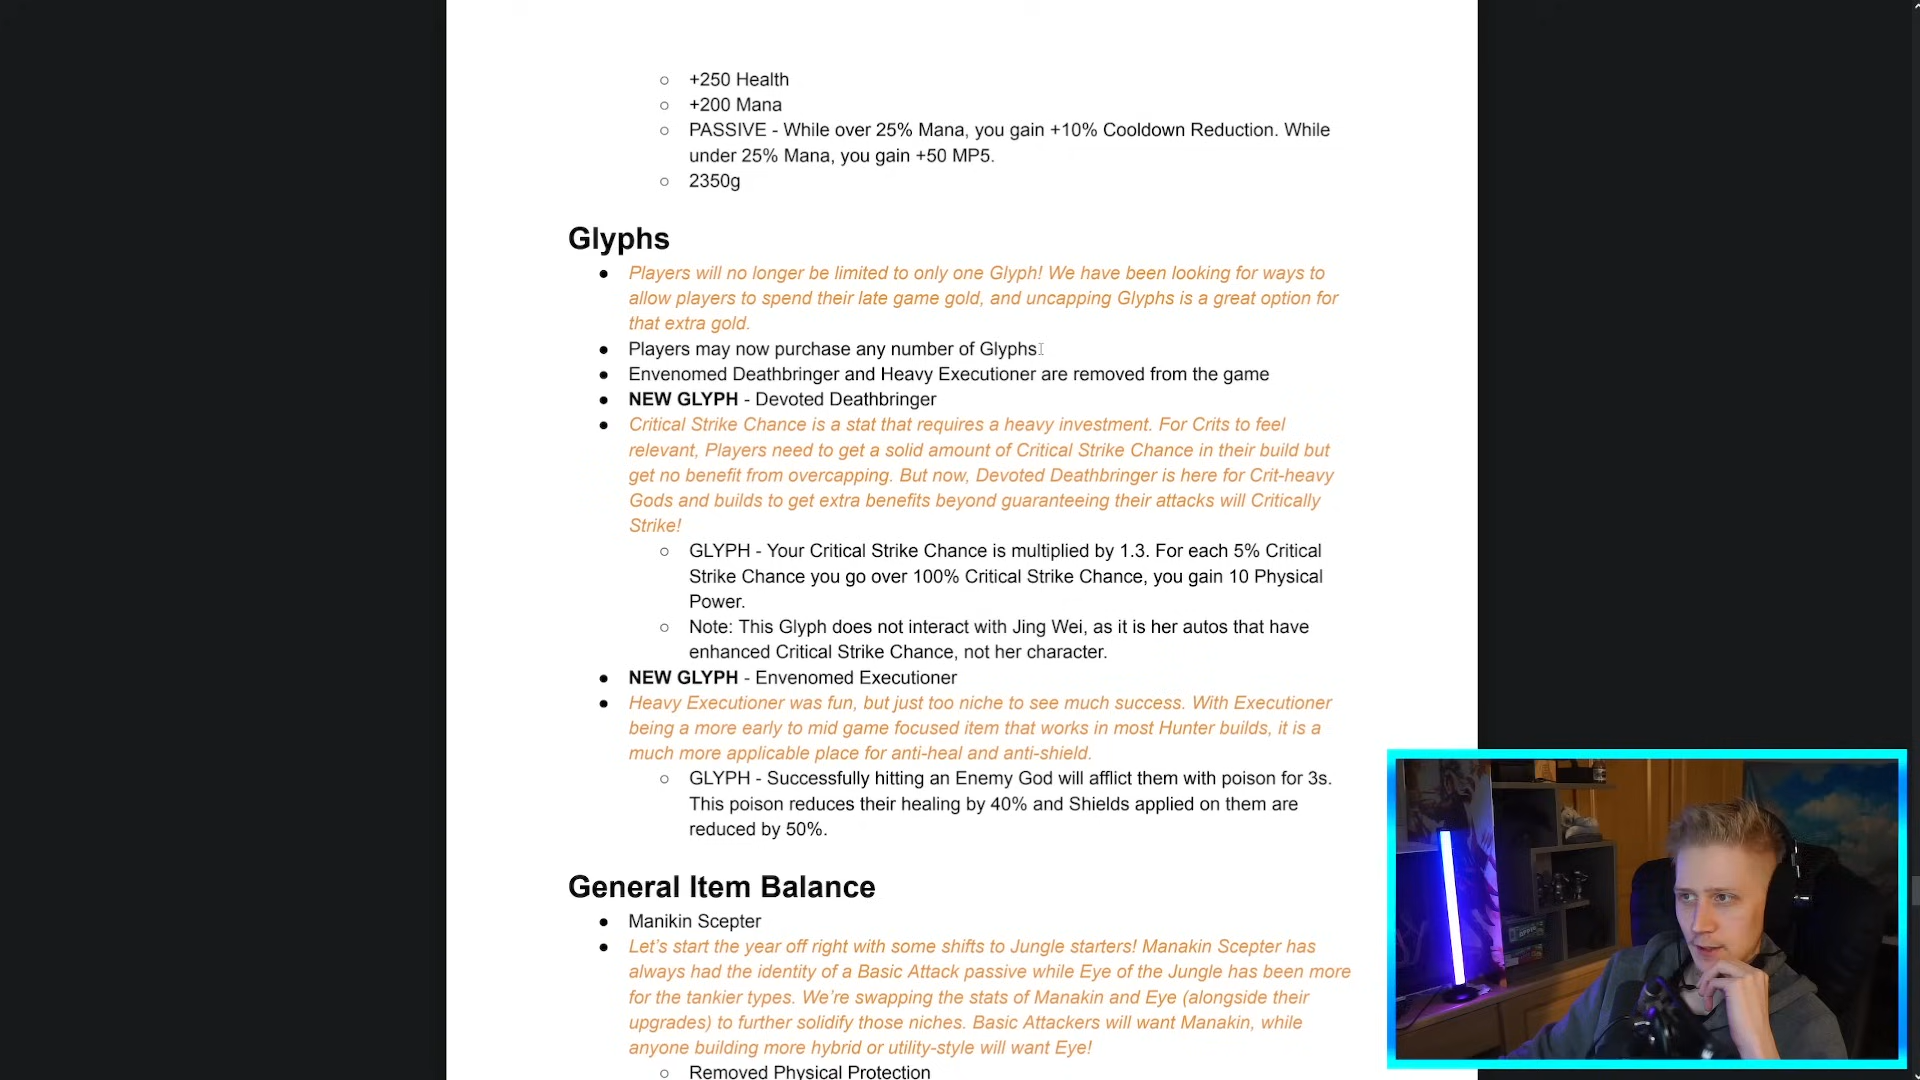 +250 Health
+200 Mana
PASSIVE - While over 25% Mana, you gain +10% Cooldown Reduction. While
under 25% Mana, you gain +50 MP5.
2350g
Glyphs
Players will no longer be limited to only one Glyph! We have been looking for ways to
allow players to spend their late game gold, and uncapping Glyphs is a great option for
that extra gold.
Players may now purchase any number of Glyphs
Envenomed Deathbringer and Heavy Executioner are removed from the game
NEW GLYPH - Devoted Deathbringer
Critical Strike Chance is a stat that requires a heavy investment. For Crits to feel
relevant, Players need to get a solid amount of Critical Strike Chance in their build but
get no benefit from overcapping. But now, Devoted Deathbringer is here for Crit-heavy
Gods and builds to get extra benefits beyond guaranteeing their attacks will Critically
Strike!
GLYPH - Your Critical Strike Chance is multiplied by 1.3. For each 5% Critical
Strike Chance you go over 100% Critical Strike Chance, you gain 10 Physical
Power.
Note: This Glyph does not interact with Jing Wei, as it is her autos that have
enhanced Critical Strike Chance, not her character.
NEW GLYPH - Envenomed Executioner
Heavy Executioner was fun, but just too niche to see much success. With Executioner
being a more early to mid game focused item that works in most Hunter builds, it is a
much more applicable place for anti-heal and anti-shield.
GLYPH - Successfully hitting an Enemy God will afflict them with poison for 3s.
This poison reduces their healing by 40% and Shields applied on them are
reduced by 50%.
General Item Balance
Manikin Scepter
Let's start the year off right with some shifts to Jungle starters! Manakin Scepter has
always had the identity of a Basic Attack passive while Eye of the Jungle has been more
for the tankier types. We're swapping the stats of Manakin and Eye (alongside their
upgrades) to further solidify those niches. Basic Attackers will want Manakin, while
anyone building more hybrid or utility-style will want Eye!
Removed Physical Protection